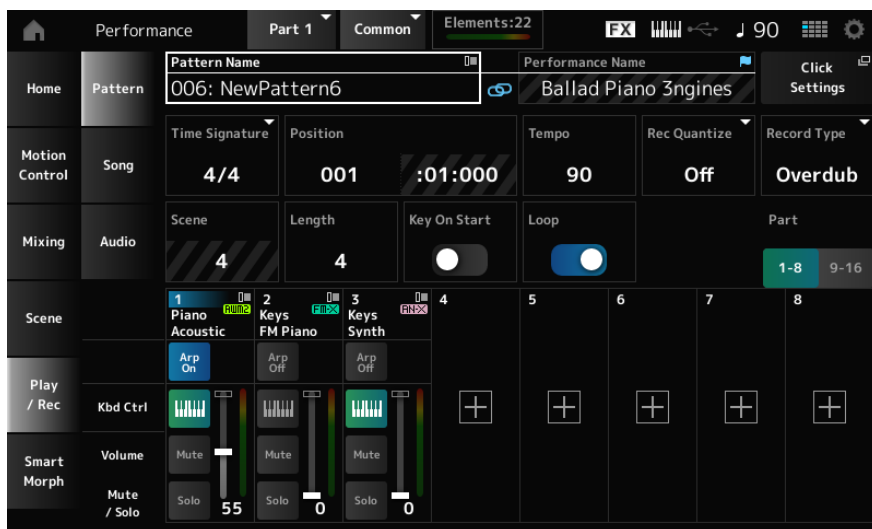 Performance
Part 1
Common
Elements:22
FX
90
Home
Pattern
Pattern Name
006: NewPattern6
Performance Name
Ballad Piano 3ngines
Click
Settings
Motion
Control
Song
Time Signature
4/4
Position
001
:01:000
Tempo
90
Rec Quantize
Off
Record Type
Overdub
Mixing
Audio
Scene
4
Length
4
Key On Start
Loop
Part
1-8
9-16
Scene
1
AWM2
Piano
Acoustic
2
FM-X
Keys
FM Piano
3
AN-X
Keys
Synth
4
5
6
7
8
Arp
On
Arp
Off
Arp
Off
Play
/ Rec
Kbd Ctrl
Smart
Morph
Volume
Mute
Mute
Mute
Mute
/ Solo
Solo
55
Solo
0
Solo
0